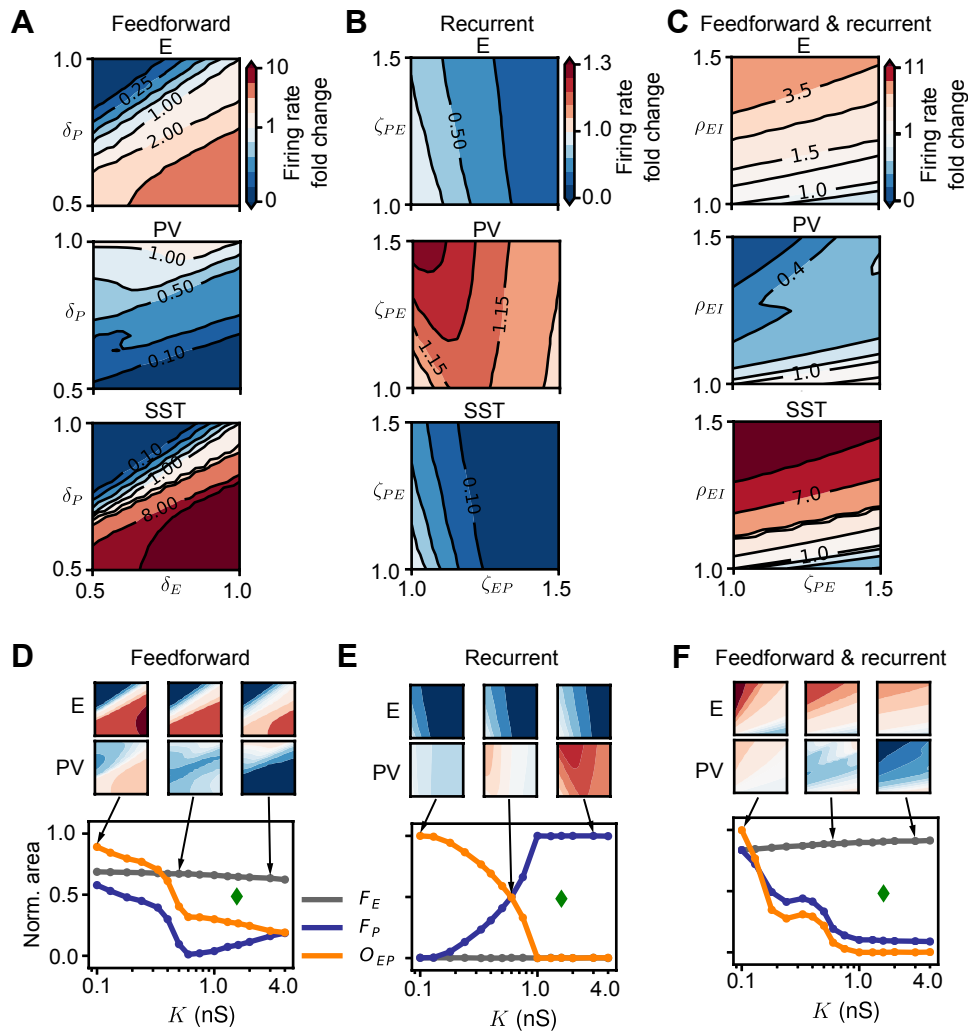 A
Feedforward
E
1.0
δP
0.5
0.25
1.00
2.00
10
1
0
Firing rate
fold change
PV
1.0
δP
0.5
1.00
0.50
0.10
SST
1.0
δP
0.5
0.10
1.00
8.00
0.5
δE
1.0
B
Recurrent
E
ζPE
1.0
0.50
1.3
1.0
0.0
Firing rate
fold change
PV
1.5
ζPE
1.0
1.15
1.15
SST
ζPE
1.0
0.10
1.0
ζEP
1.5
C
Feedforward & recurrent
E
1.5
ρEI
1.0
3.5
1.5
1.0
11
1
0
Firing rate
fold change
PV
1.5
ρEI
1.0
0.4
1.0
SST
1.5
ρEI
1.0
7.0
1.0
1.0
ζPE
1.5
D
Feedforward
E
PV
Norm. area
1.0
0.5
0.0
0.1
1.0
4.0
K (nS)
FE
FP
OEP
E
Recurrent
E
PV
0.1
1.0
4.0
K (nS)
F
Feedforward & recurrent
E
PV
0.1
1.0
4.0
K (nS)